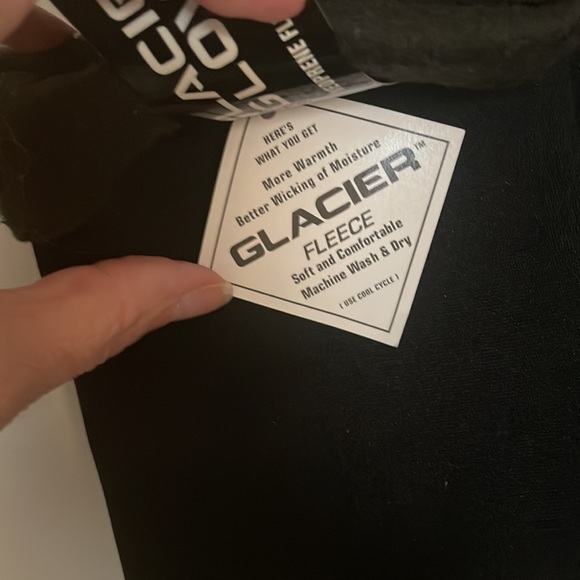 HERE'S
WHAT YOU GET
More Warmth
Better Wicking of Moisture
GLACIER™
FLEECE
Soft and Comfortable
Machine Wash & Dry
( USE COOL CYCLE )